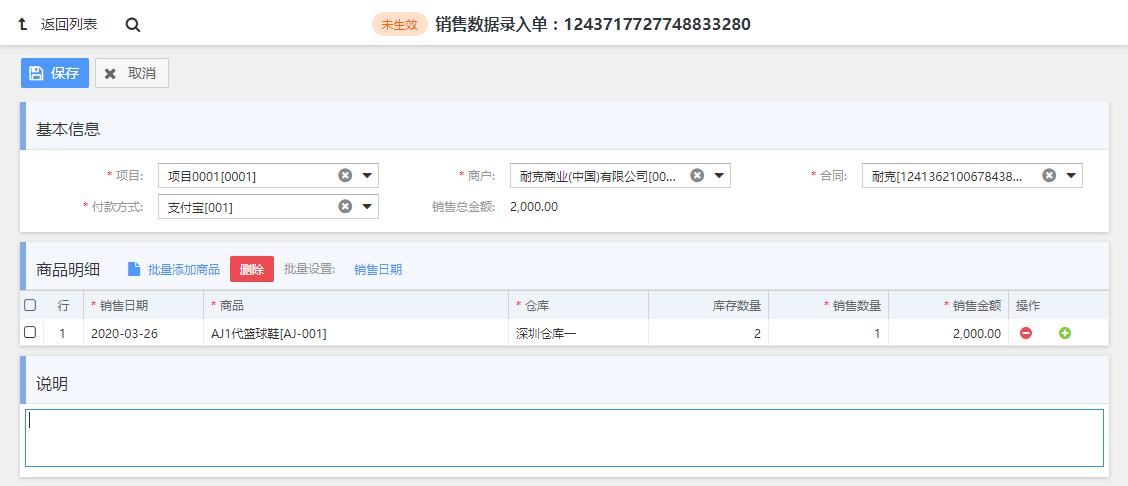 返回列表
未生效 销售数据录入单：1243717727748833280
保存 取消
基本信息
* 项目: 项目0001[0001] * 商户: 耐克商业(中国)有限公司[00... * 合同: 耐克[1241362100678438...
* 付款方式: 支付宝[001] 销售总金额: 2,000.00
商品明细 批量添加商品 删除 批量设置: 销售日期
行 * 销售日期 * 商品 * 仓库 库存数量 * 销售数量 * 销售金额 操作
1 2020-03-26 AJ1代篮球鞋[AJ-001] 深圳仓库一 2 1 2,000.00
说明